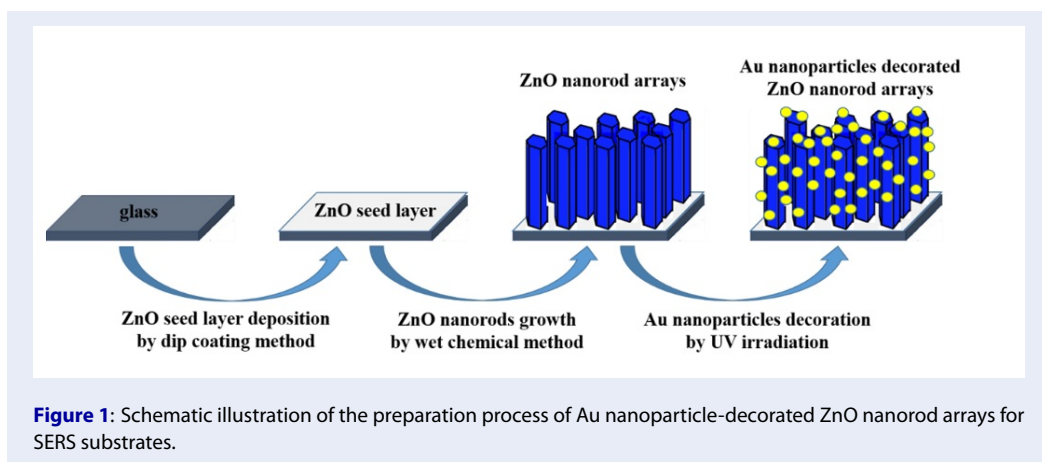 ZnO nanorod arrays
Au nanoparticles decorated
ZnO nanorod arrays
glass
ZnO seed layer
ZnO seed layer deposition
by dip coating method
ZnO nanorods growth
by wet chemical method
Au nanoparticles decoration
by UV irradiation
Figure 1: Schematic illustration of the preparation process of Au nanoparticle-decorated ZnO nanorod arrays for
SERS substrates.